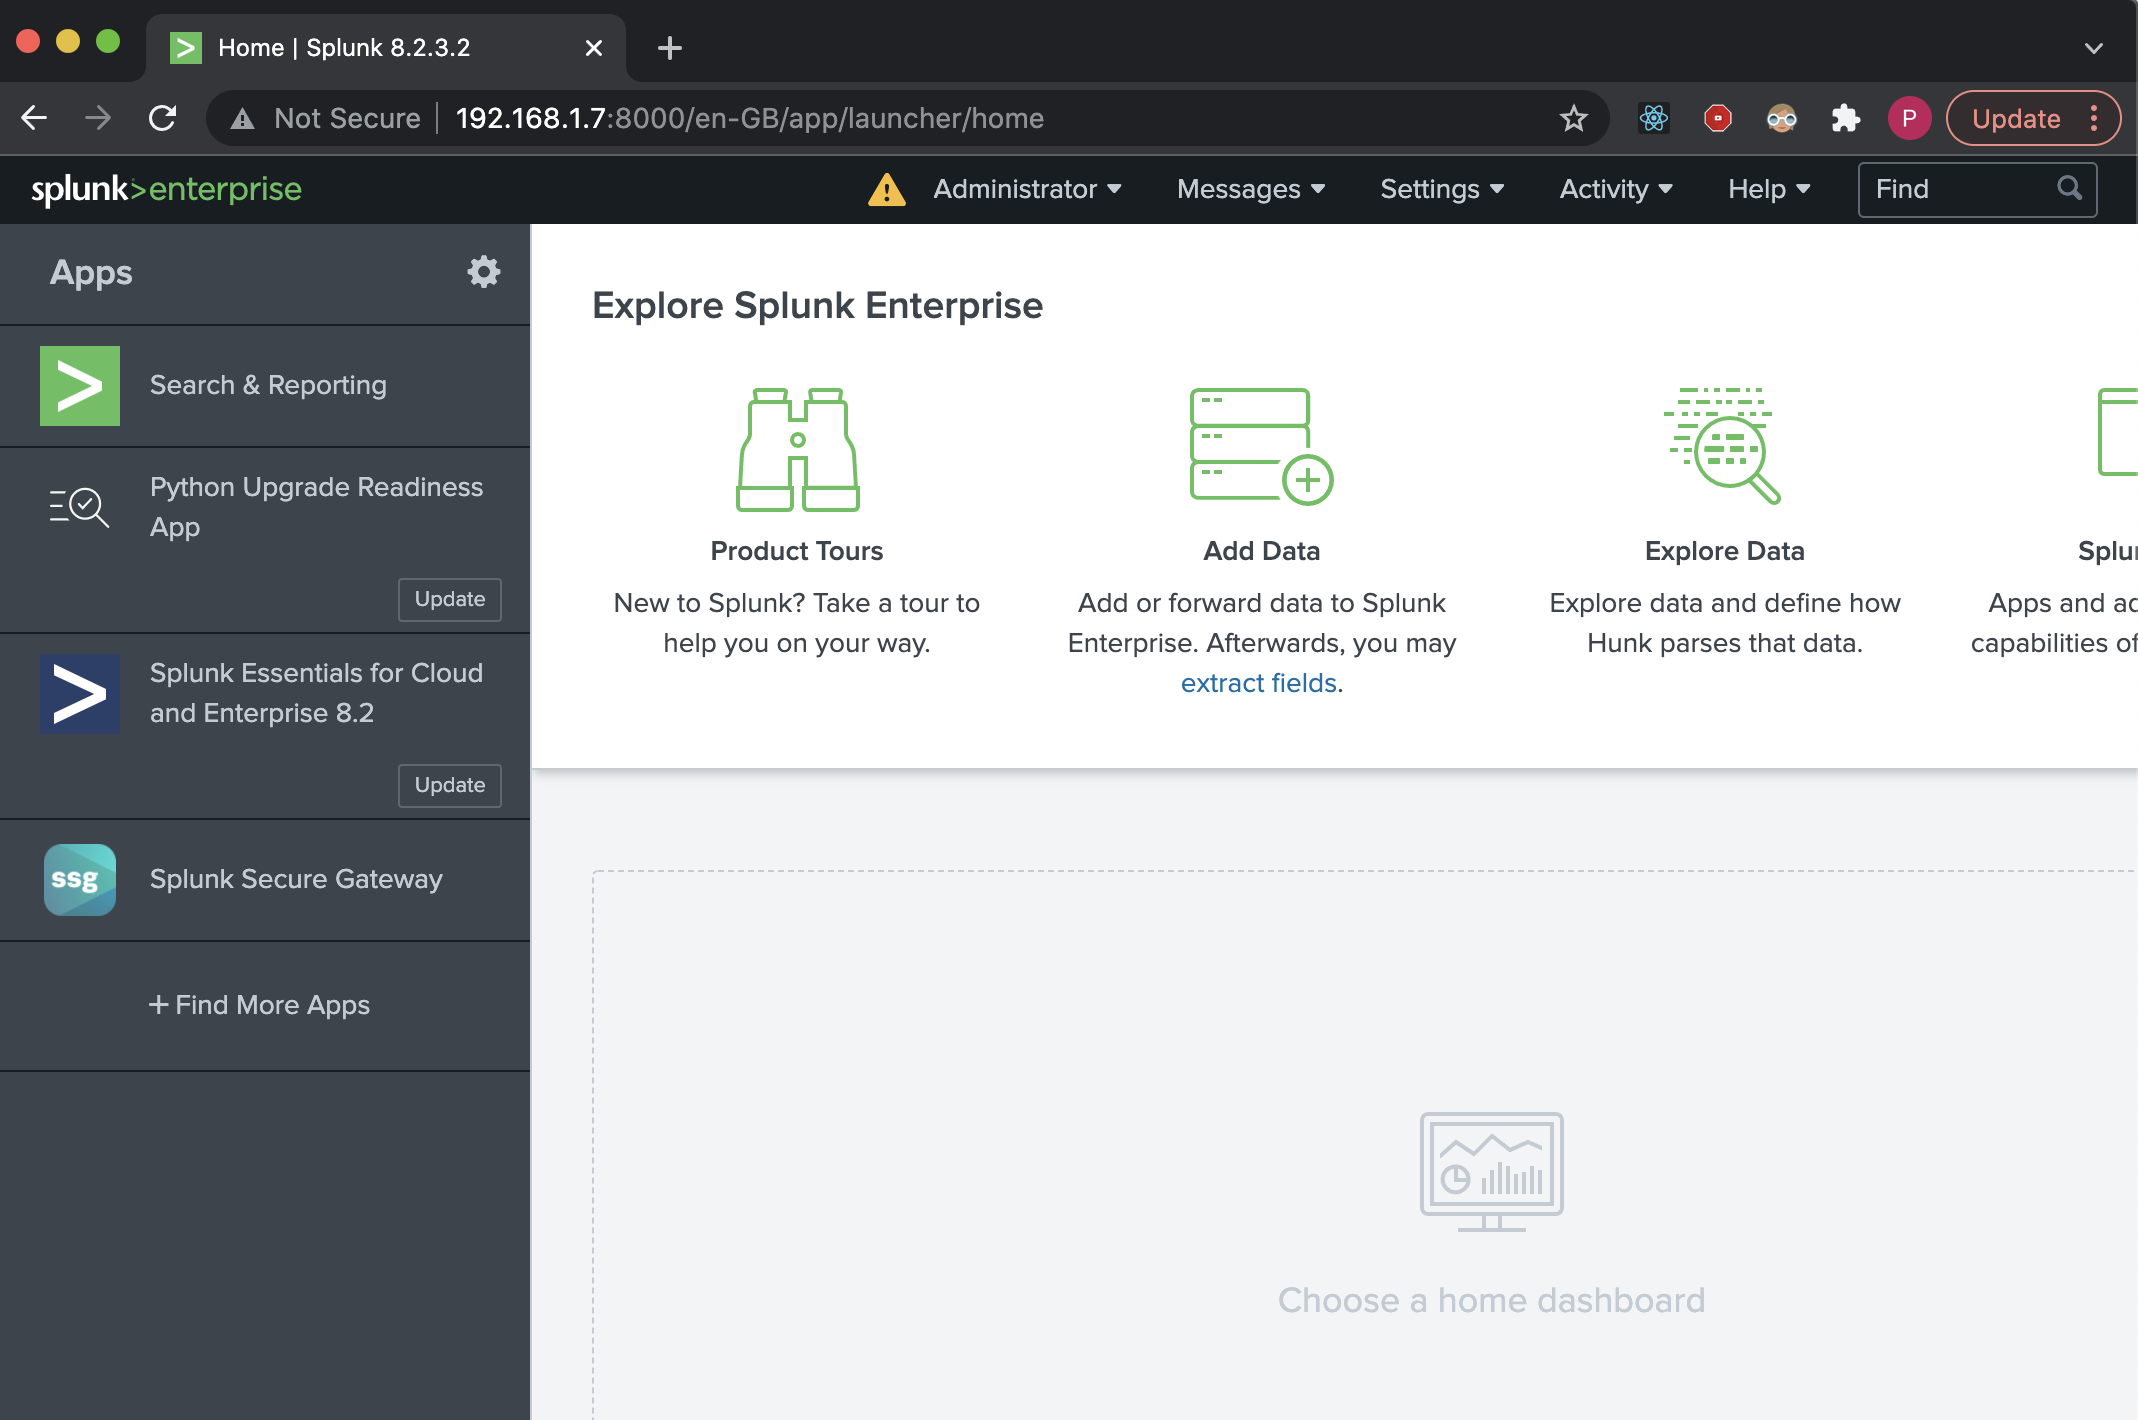 Home | Splunk 8.2.3.2
Not Secure 192.168.1.7:8000/en-GB/app/launcher/home
P
Update
splunk>enterprise
Administrator
Messages
Settings
Activity
Help
Find
Apps
Search & Reporting
Python Upgrade Readiness
App
Update
Splunk Essentials for Cloud
and Enterprise 8.2
Update
ssg
Splunk Secure Gateway
+ Find More Apps
Explore Splunk Enterprise
Product Tours
New to Splunk? Take a tour to
help you on your way.
Add Data
Add or forward data to Splunk
Enterprise. Afterwards, you may
extract fields.
Explore Data
Explore data and define how
Hunk parses that data.
Apps and
capabilities of
Choose a home dashboard